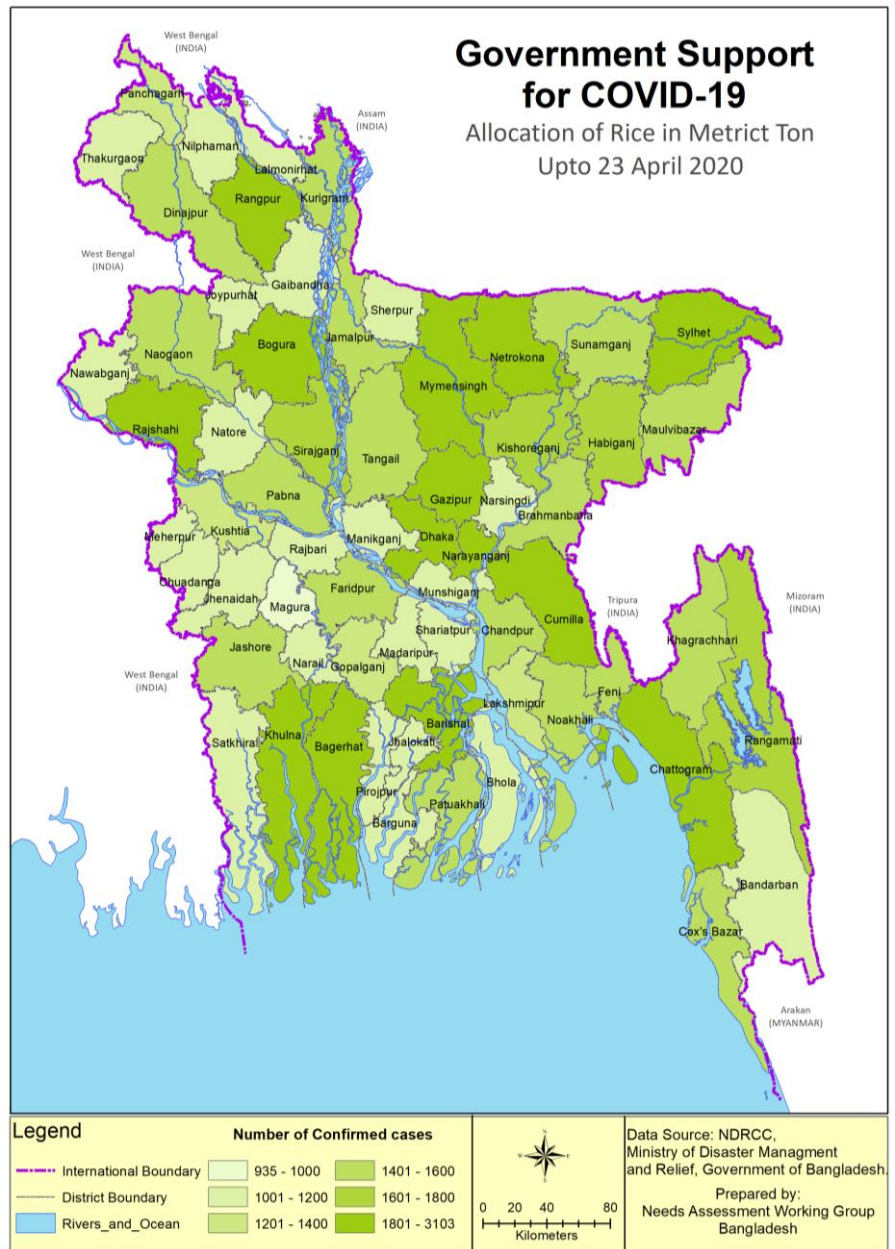 West Bengal
(INDIA)
Government Support
for COVID-19
Allocation of Rice in Metrict Ton
Upto 23 April 2020
Assam
(INDIA)
Panchagarh
Nilphamari
Thakurgaon
Lalmonirhat
Rangpur
Kurigram
Dinajpur
West Bengal
(INDIA)
Gaibandha
Joypurhat
Sherpur
Jamalpur
Sylhet
Sunamganj
Naogaon
Bogura
Netrokona
Nawabganj
Mymensingh
Rajshahi
Natore
Maulvibazar
Habiganj
Kishoreganj
Sirajganj
Tangail
Pabna
Gazipur
Narsingdi
Brahmanbaria
Kushtia
Meherpur
Manikganj
Dhaka
Rajbari
Narayanganj
Chuadanga
Jhenaidah
Faridpur
Munshiganj
Magura
Tripura
(INDIA)
Mizoram
(INDIA)
Shariatpur
Chandpur
Cumilla
Khagrachhari
Jashore
Madaripur
Narail
Gopalganj
West Bengal
(INDIA)
Feni
Lakshmipur
Noakhali
Banshal
Khulna
Satkhira
Bagerhat
Jhalokati
Rangamati
Chattogram
Bhola
Pirojpur
Patuakhali
Barguna
Bandarban
Cox's Bazar
Arakan
(MYANMAR)
Legend
International Boundary
District Boundary
Rivers_and_Ocean
Number of Confirmed cases
935 - 1000
1001 - 1200
1201 - 1400
1401 - 1600
1601 - 1800
1801 - 3103
N
W
E
S
0 20 40 80
Kilometers
Data Source: NDRCC,
Ministry of Disaster Managment
and Relief, Government of Bangladesh.
Prepared by:
Needs Assessment Working Group
Bangladesh